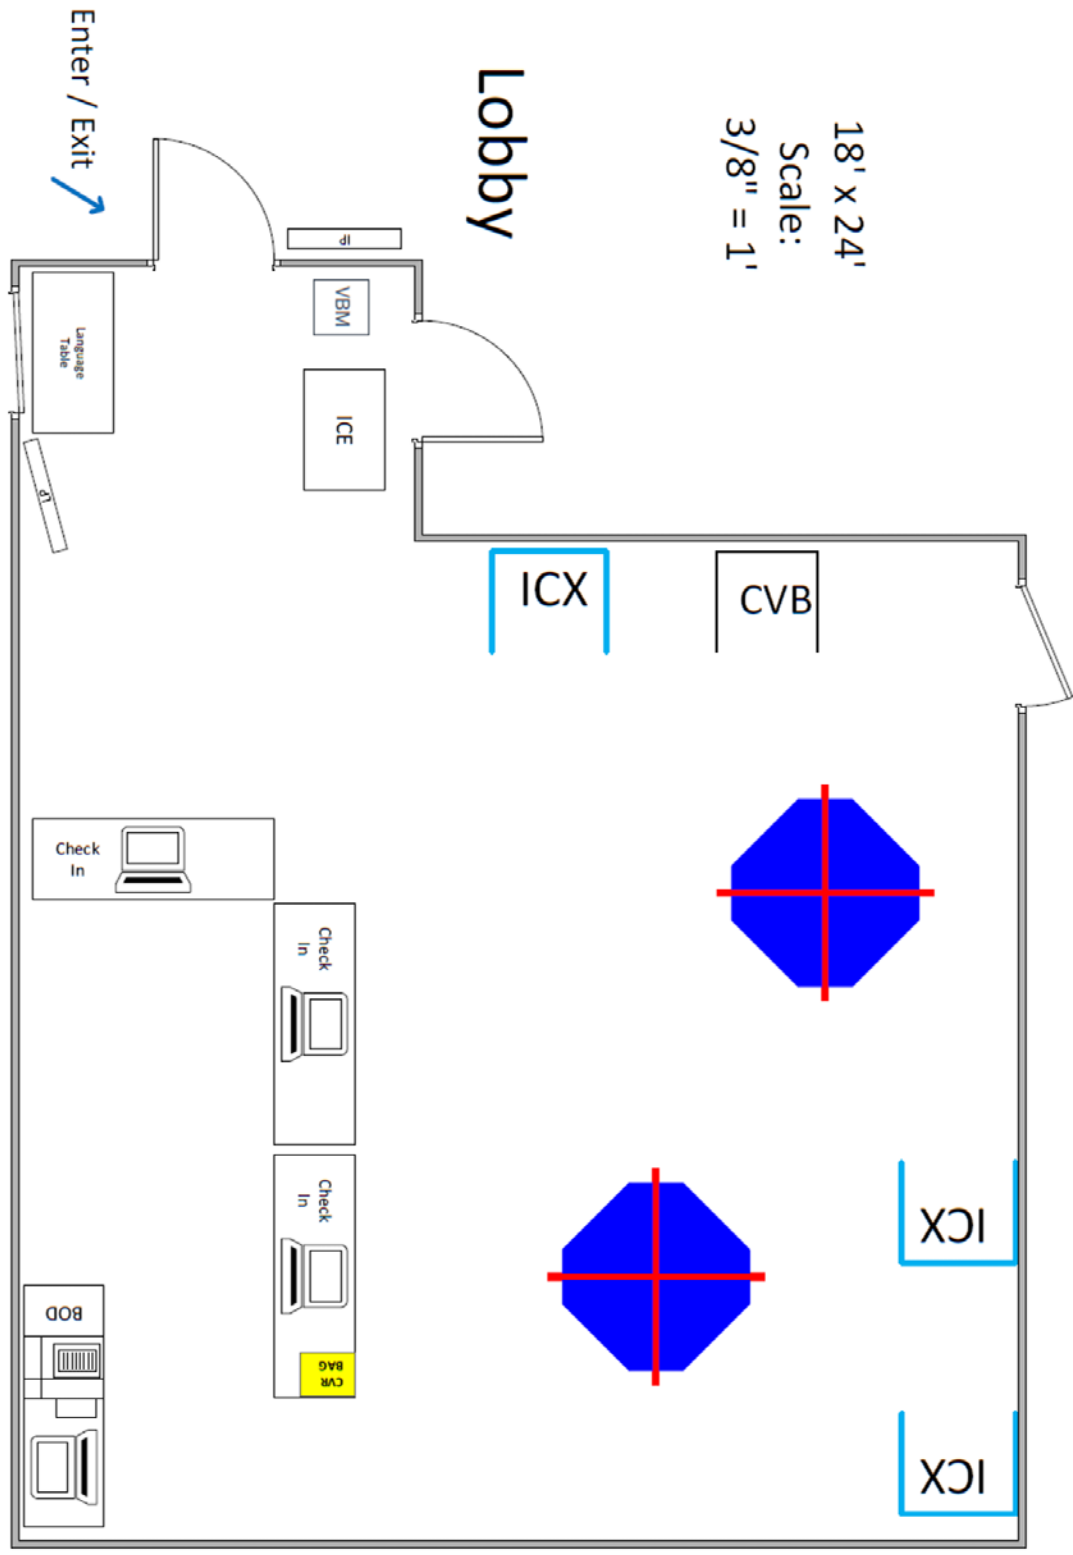 Enter / Exit
Lobby
18' x 24'
Scale:
3/8" = 1'
LP
VBM
Language
Table
ICE
LP
ICX
CVB
Check
In
Check
In
Check
In
CVR
BAG
BOD
ICX
ICX